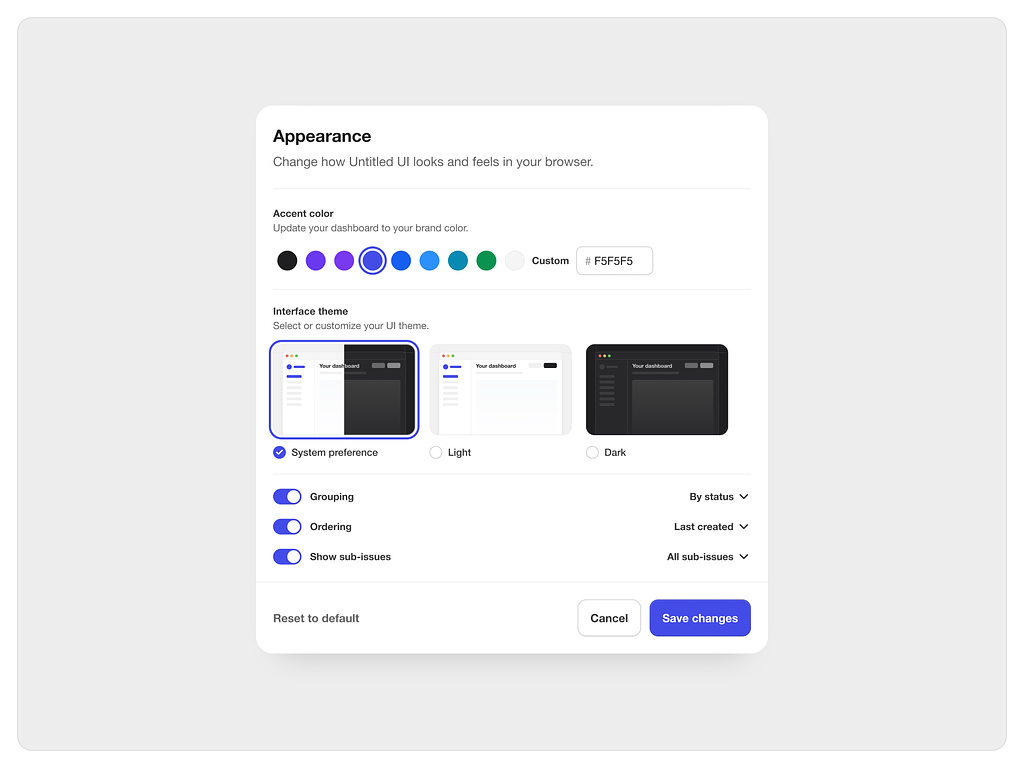 Appearance
Change how Untitled UI looks and feels in your browser.
Accent color
Update your dashboard to your brand color.
Custom
# F5F5F5
Interface theme
Select or customize your UI theme.
Your dashboard
Your dashboard
Your dashboard
System preference
Light
Dark
Grouping
By status
Ordering
Last created
Show sub-issues
All sub-issues
Reset to default
Cancel
Save changes